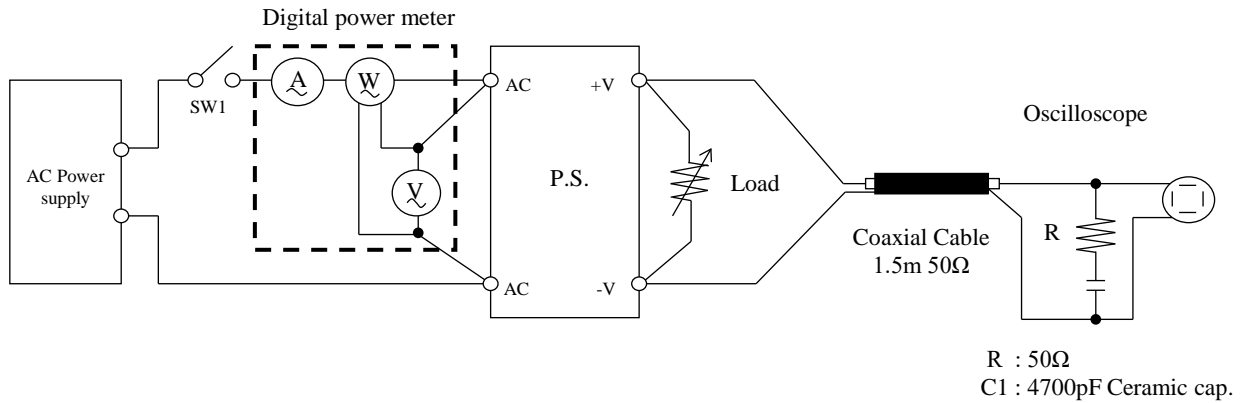 Digital power meter
SW1
A
W
V
AC Power
supply
AC
AC
P.S.
+V
-V
Load
Coaxial Cable
1.5m 50Ω
Oscilloscope
R
R : 50Ω
C1 : 4700pF Ceramic cap.